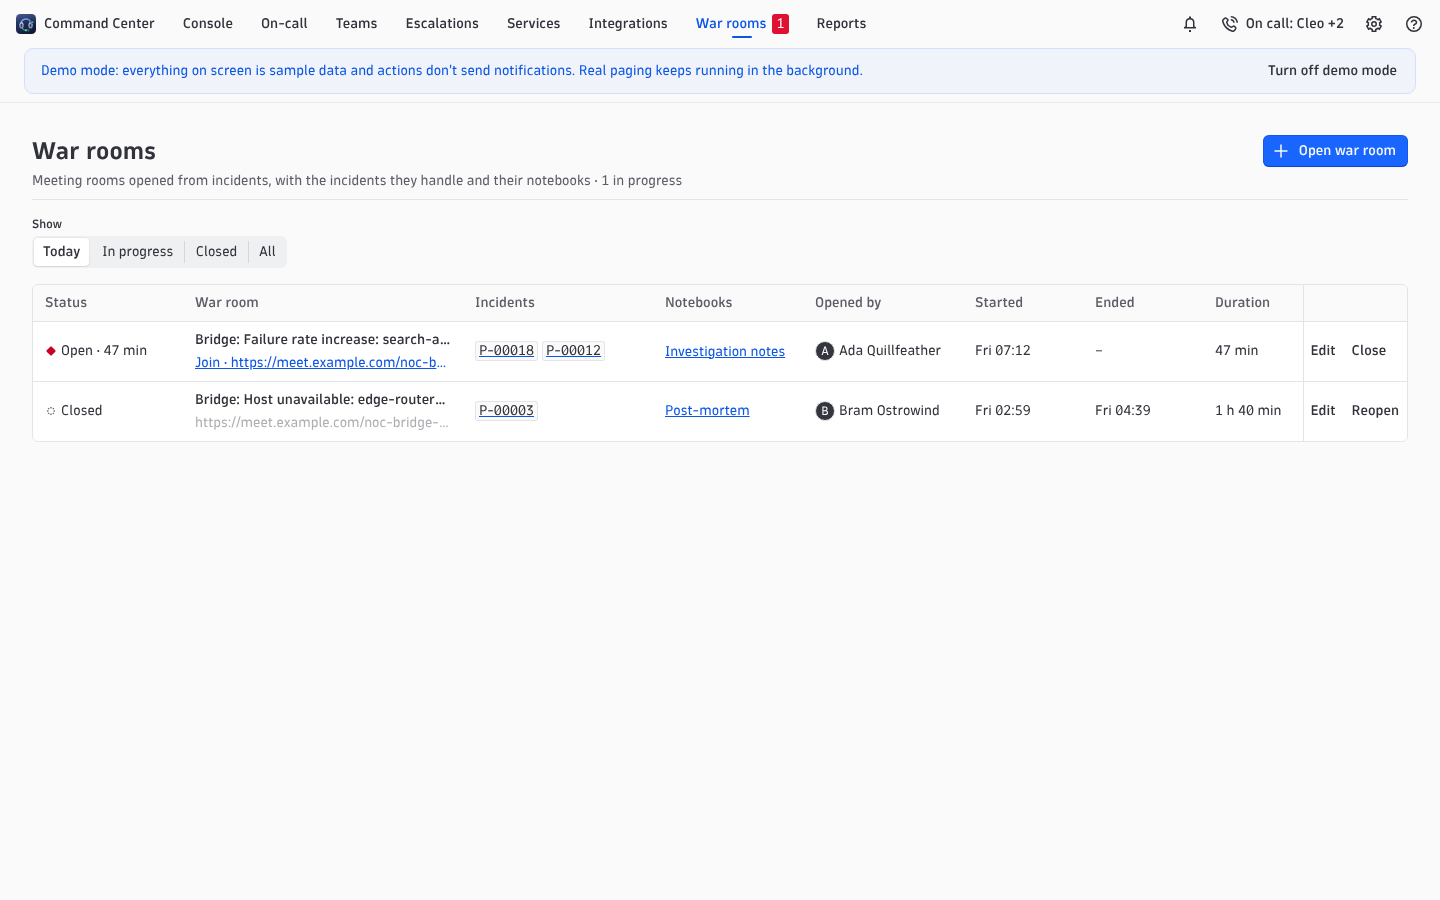 Command Center Console On-call Teams Escalations Services Integrations War rooms 1 Reports On call: Cleo +2
Demo mode: everything on screen is sample data and actions don't send notifications. Real paging keeps running in the background. Turn off demo mode
War rooms
Open war room
Meeting rooms opened from incidents, with the incidents they handle and their notebooks · 1 in progress
Show
Today In progress Closed All
Status War room Incidents Notebooks Opened by Started Ended Duration
Open · 47 min Bridge: Failure rate increase: search-a... P-00018 P-00012 Investigation notes A Ada Quillfeather Fri 07:12 – 47 min Edit Close
Join · https://meet.example.com/noc-b...
Closed Bridge: Host unavailable: edge-router... P-00003 Post-mortem B Bram Ostrowind Fri 02:59 Fri 04:39 1 h 40 min Edit Reopen
https://meet.example.com/noc-bridge-...